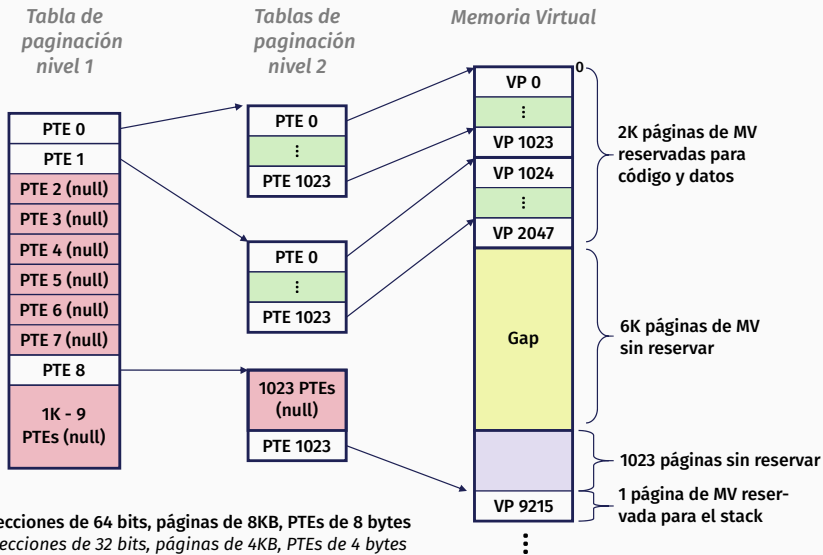 Tabla de
paginación
nivel 1
Tablas de
paginación
nivel 2
Memoria Virtual
PTE 0
PTE 1
PTE 2 (null)
PTE 3 (null)
PTE 4 (null)
PTE 5 (null)
PTE 6 (null)
PTE 7 (null)
PTE 8
1K - 9
PTEs (null)
PTE 0
⋮
PTE 1023
PTE 0
⋮
PTE 1023
1023 PTEs
(null)
PTE 1023
0
VP 0
⋮
VP 1023
VP 1024
⋮
VP 2047
Gap
VP 9215
⋮
2K páginas de MV
reservadas para
código y datos
6K páginas de MV
sin reservar
1023 páginas sin reservar
1 página de MV reser-
vada para el stack
ecciones de 64 bits, páginas de 8KB, PTEs de 8 bytes
ecciones de 32 bits, páginas de 4KB, PTEs de 4 bytes